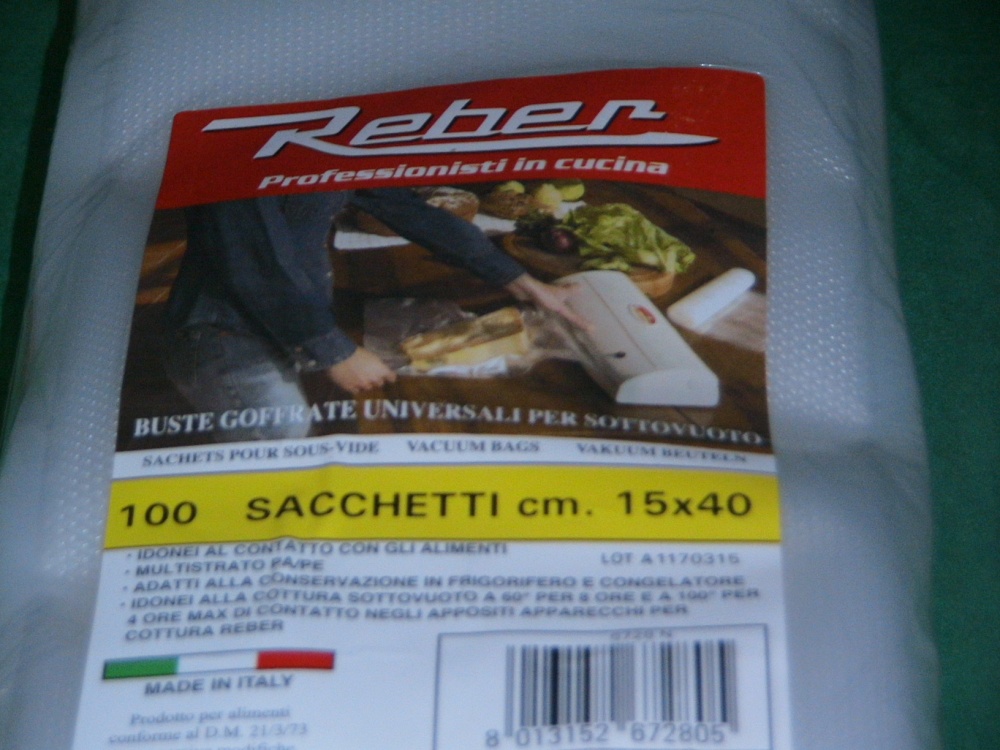 Reber
Professionisti in cucina
BUSTE GOFFRATE UNIVERSALI PER SOTTOVUOTO
SACHETS POUR SOUS-VIDE VACUUM BAGS VAKUUM BEUTELN
100 SACCHETTI cm. 15x40
· IDONEI AL CONTATTO CON GLI ALIMENTI
LOT A1170315
· MULTISTRATO PA/PE
· ADATTI ALLA CONSERVAZIONE IN FRIGORIFERO E CONGELATORE
· IDONEI ALLA COTTURA SOTTOVUOTO A 60° PER 8 ORE E A 100° PER
4 ORE MAX DI CONTATTO NEGLI APPOSITI APPARECCHI PER
COTTURA REBER
6720 N
MADE IN ITALY
Prodotto per alimenti
conforme al D.M. 21/3/73
modifiche
8 013152 672805